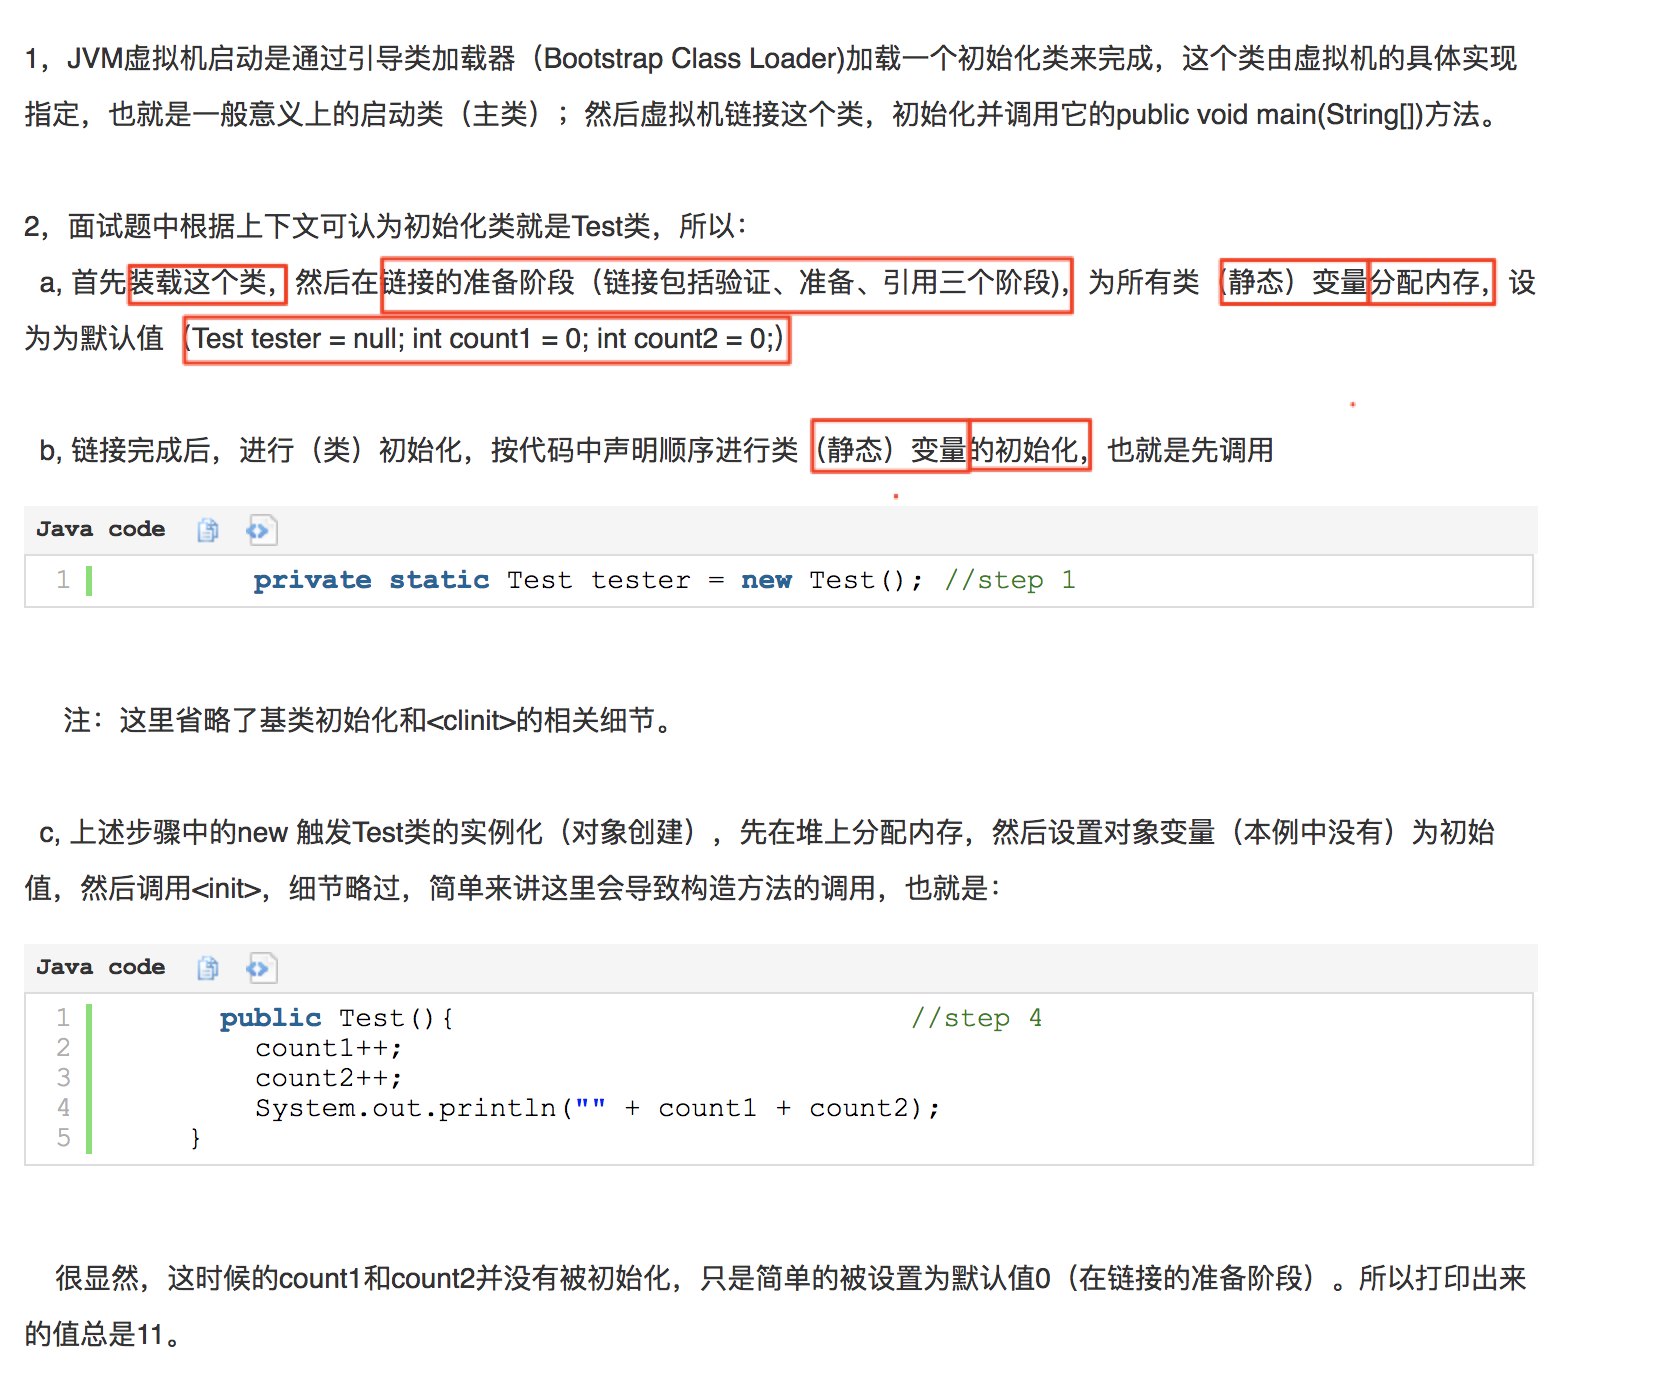 1，JVM虚拟机启动是通过引导类加载器（Bootstrap Class Loader)加载一个初始化类来完成，这个类由虚拟机的具体实现
指定，也就是一般意义上的启动类（主类）；然后虚拟机链接这个类，初始化并调用它的public void main(String[])方法。
2，面试题中根据上下文可认为初始化类就是Test类，所以：
a, 首先装载这个类，然后在链接的准备阶段（链接包括验证、准备、引用三个阶段)，为所有类（静态）变量分配内存，设
为为默认值（Test tester = null; int count1 = 0; int count2 = 0;)
b, 链接完成后，进行（类）初始化，按代码中声明顺序进行类（静态）变量的初始化，也就是先调用
Java code
1 private static Test tester = new Test(); //step 1
注：这里省略了基类初始化和<clinit>的相关细节。
c, 上述步骤中的new 触发Test类的实例化（对象创建），先在堆上分配内存，然后设置对象变量（本例中没有）为初始
值，然后调用<init>，细节略过，简单来讲这里会导致构造方法的调用，也就是：
Java code
1 public Test(){ //step 4
2 count1++;
3 count2++;
4 System.out.println("" + count1 + count2);
5 }
很显然，这时候的count1和count2并没有被初始化，只是简单的被设置为默认值0（在链接的准备阶段）。所以打印出来
的值总是11。